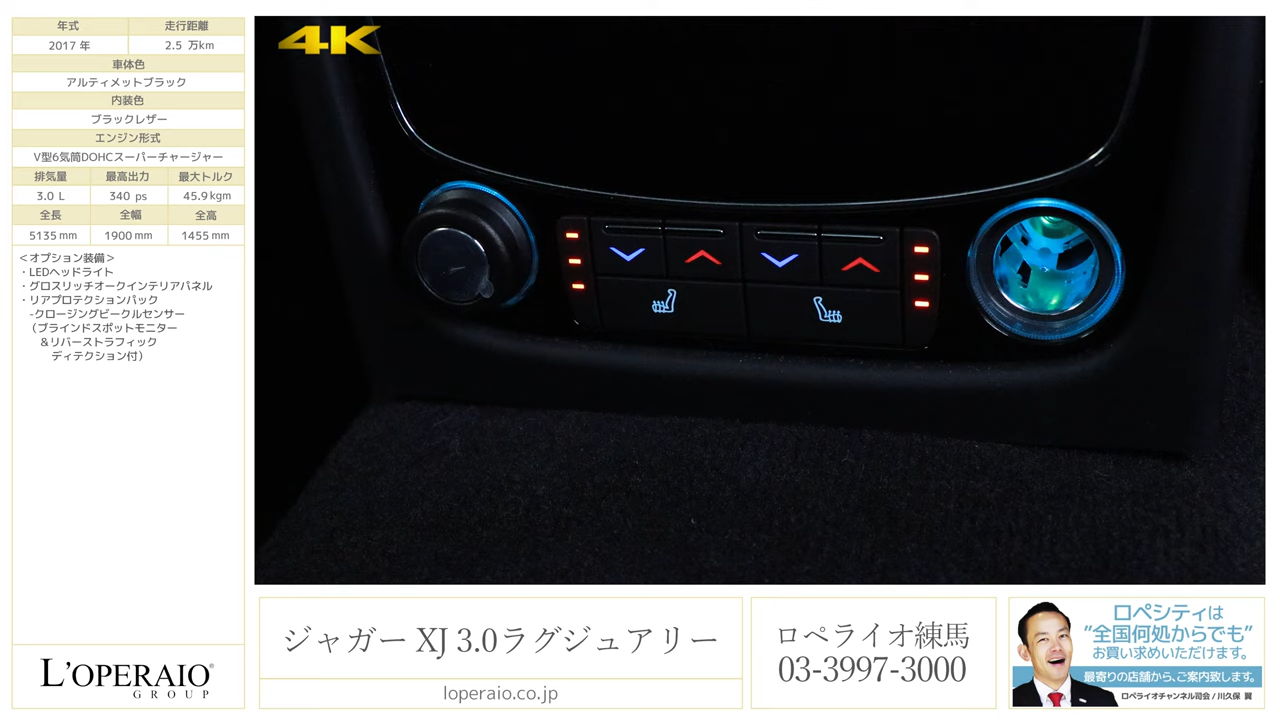 年式 走行距離
2017 年 2.5 万km
車体色
アルティメットブラック
内装色
ブラックレザー
エンジン形式
V型6気筒DOHCスーパーチャージャー
排気量 最高出力 最大トルク
3.0 L 340 ps 45.9 kgm
全長 全幅 全高
5135 mm 1900 mm 1455 mm
＜オプション装備＞
・LEDヘッドライト
・グロスリッチオークインテリアパネル
・リアプロテクションパック
-クロージングビークルセンサー
（ブラインドスポットモニター
＆リバーストラフィック
ディテクション付）
L'OPERAIO®
GROUP
4K
ジャガー XJ 3.0ラグジュアリー
loperaio.co.jp
ロペライオ練馬
03-3997-3000
ロペシティは
"全国何処からでも"
お買い求めいただけます。
最寄りの店舗から、ご案内致します。
ロペライオチャンネル司会 / 川久保 翼